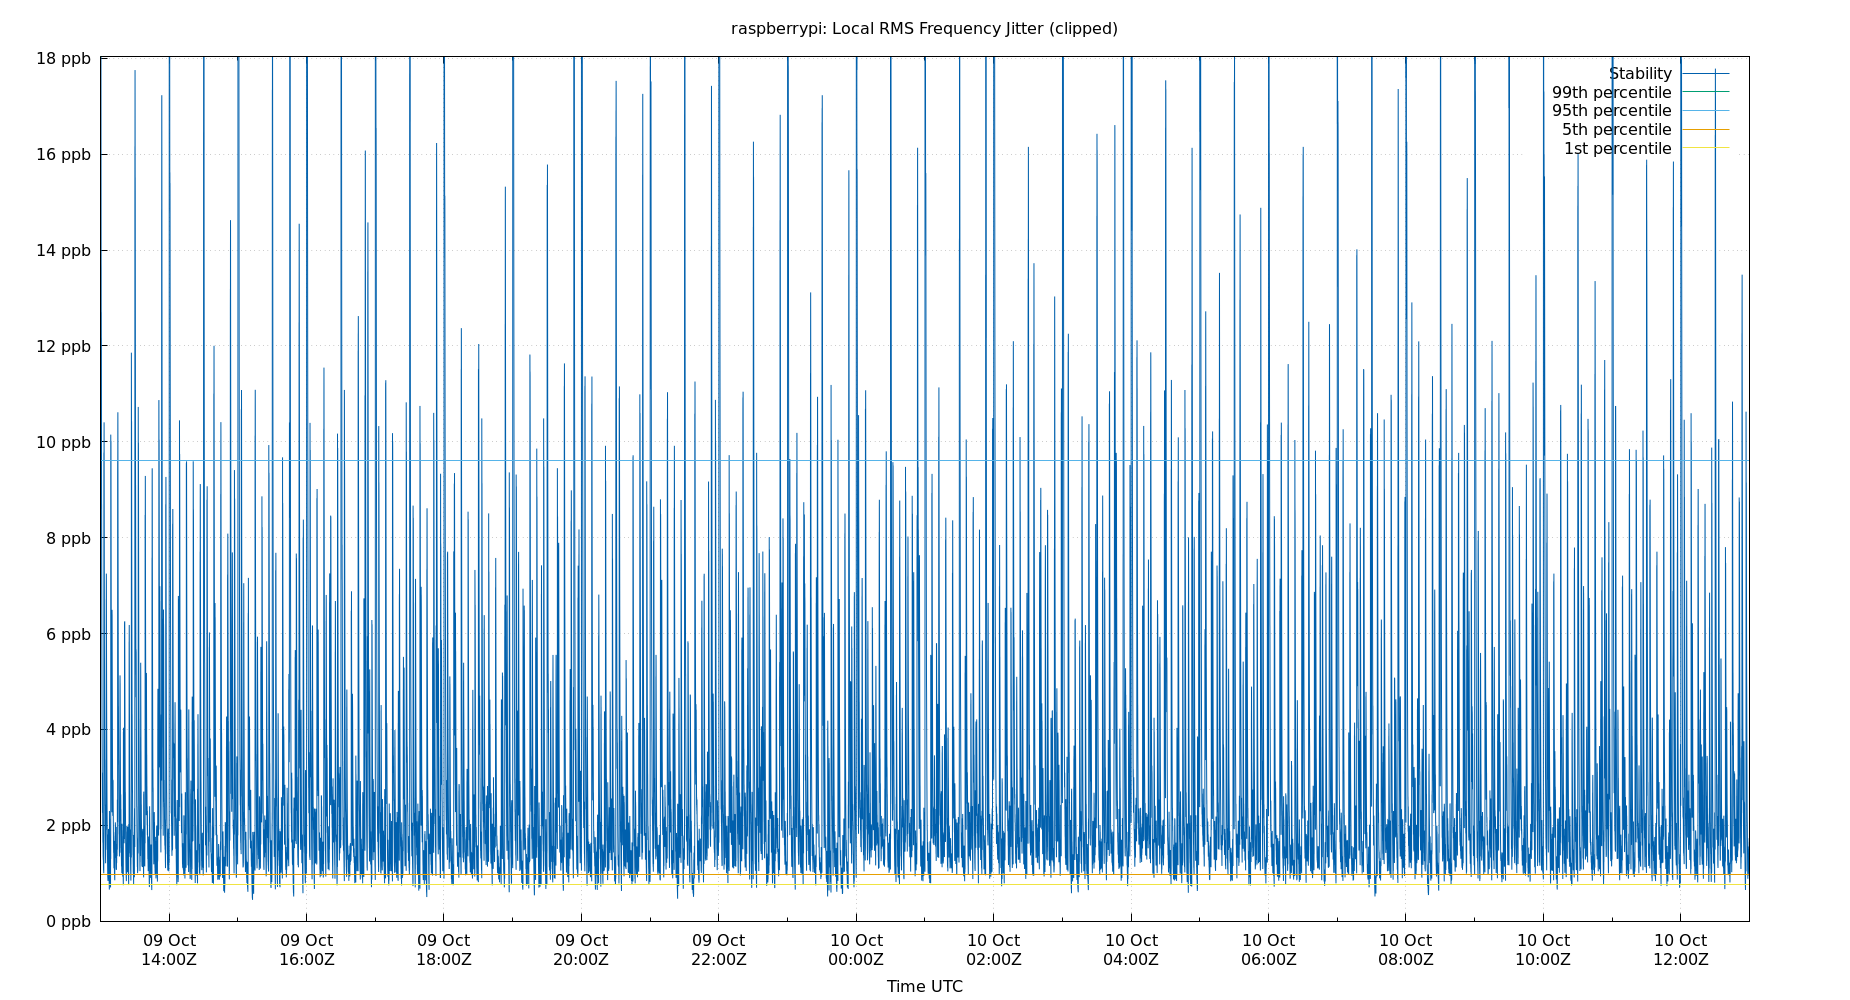 raspberrypi: Local RMS Frequency Jitter (clipped)
18 ppb
16 ppb
14 ppb
12 ppb
10 ppb
8 ppb
6 ppb
4 ppb
2 ppb
0 ppb
Stability
99th percentile
95th percentile
5th percentile
1st percentile
09 Oct 09 Oct 09 Oct 09 Oct 09 Oct 10 Oct 10 Oct 10 Oct 10 Oct 10 Oct 10 Oct 10 Oct
14:00Z 16:00Z 18:00Z 20:00Z 22:00Z 00:00Z 02:00Z 04:00Z 06:00Z 08:00Z 10:00Z 12:00Z
Time UTC